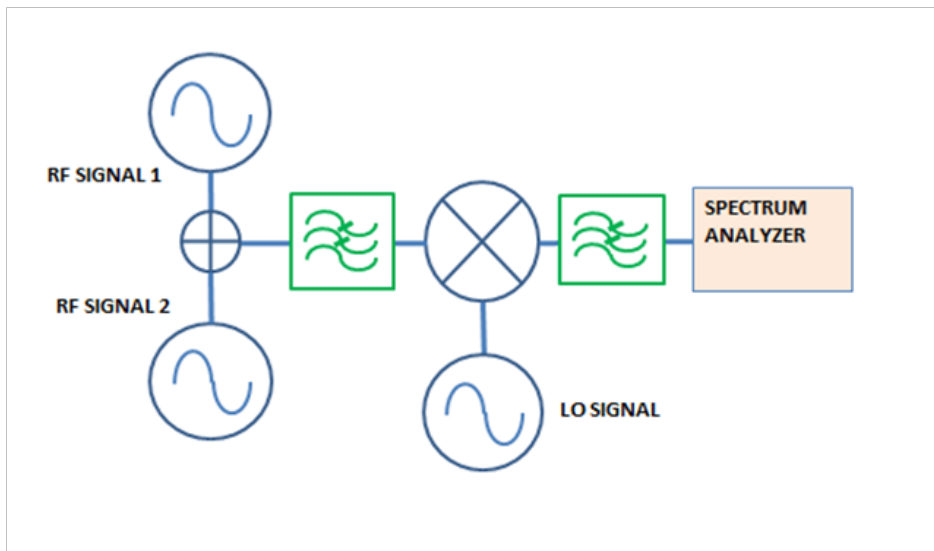 RF SIGNAL 1
SPECTRUM
ANALYZER
RF SIGNAL 2
LO SIGNAL